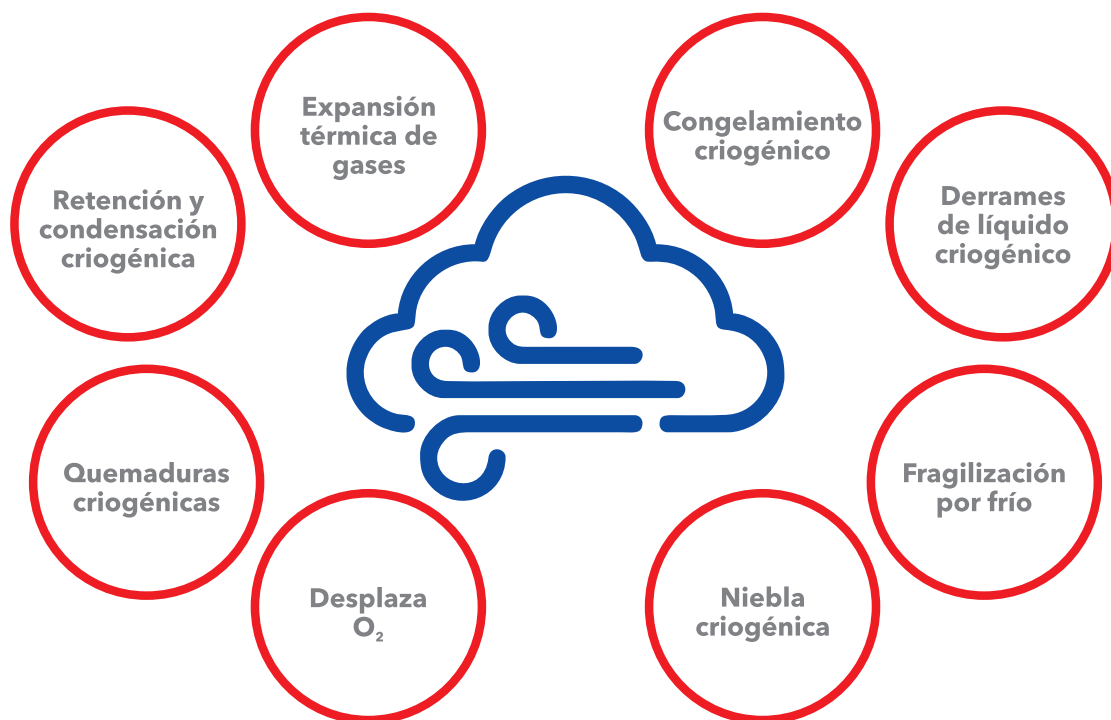 Expansión
térmica de
gases
Congelamiento
criogénico
Retención y
condensación
criogénica
Derrames
de líquido
criogénico
Quemaduras
criogénicas
Fragilización
por frío
Desplaza
O₂
Niebla
criogénica